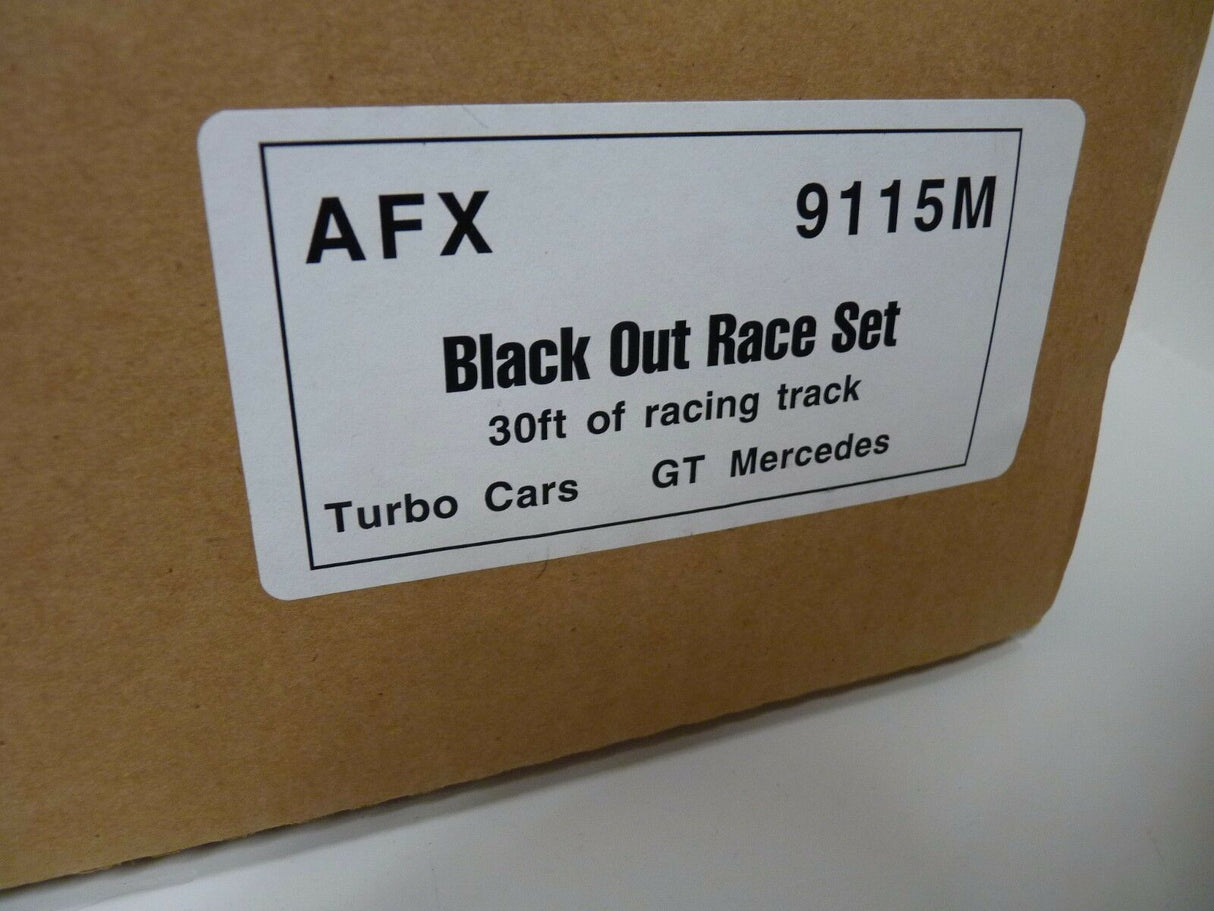 AFX 9115M
Black Out Race Set
30ft of racing track
Turbo Cars GT Mercedes